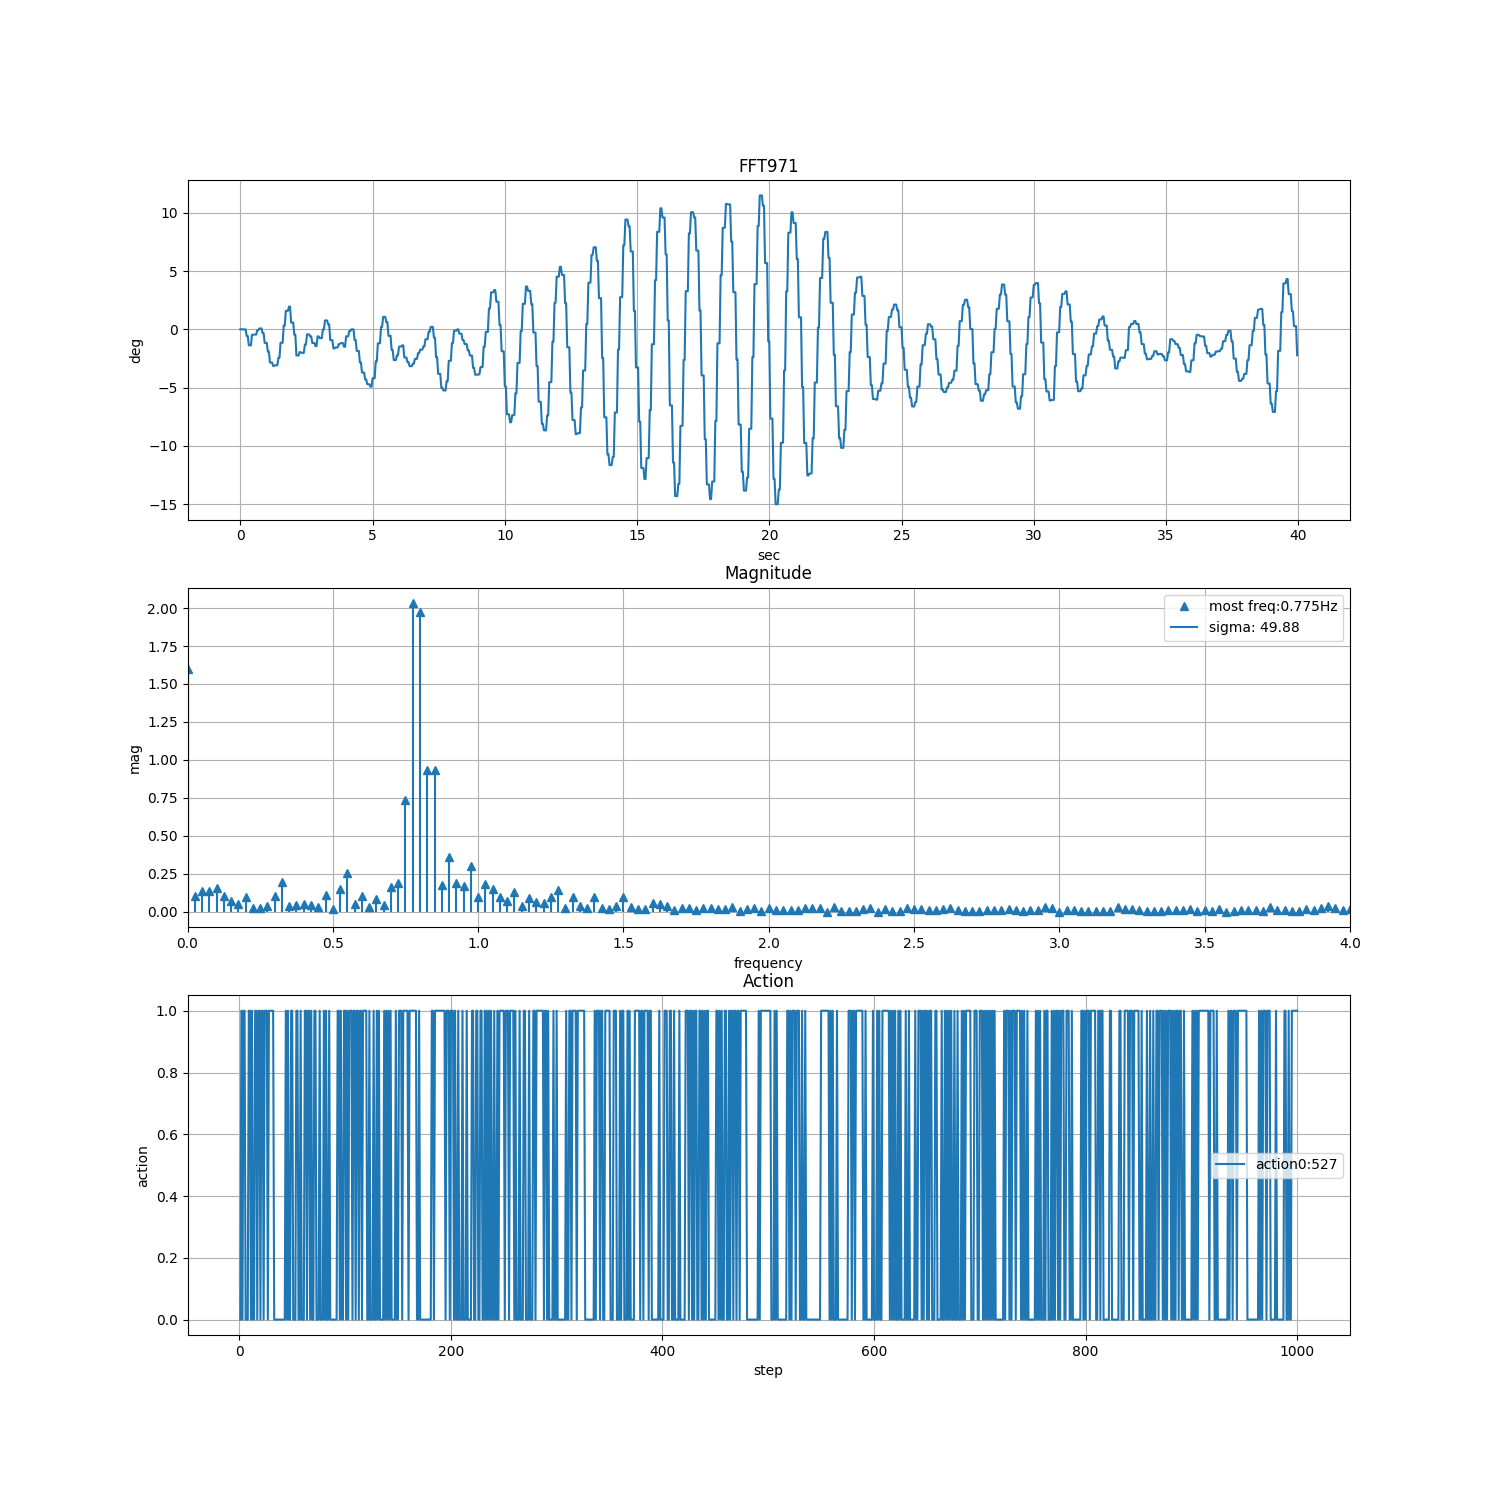 FFT971
10
5
0
−5
−10
−15
deg
0 5 10 15 20 25 30 35 40
sec
Magnitude
2.00
1.75
1.50
1.25
1.00
0.75
0.50
0.25
0.00
mag
most freq:0.775Hz
sigma: 49.88
0.0 0.5 1.0 1.5 2.0 2.5 3.0 3.5 4.0
frequency
Action
1.0
0.8
0.6
0.4
0.2
0.0
action
action0:527
0 200 400 600 800 1000
step